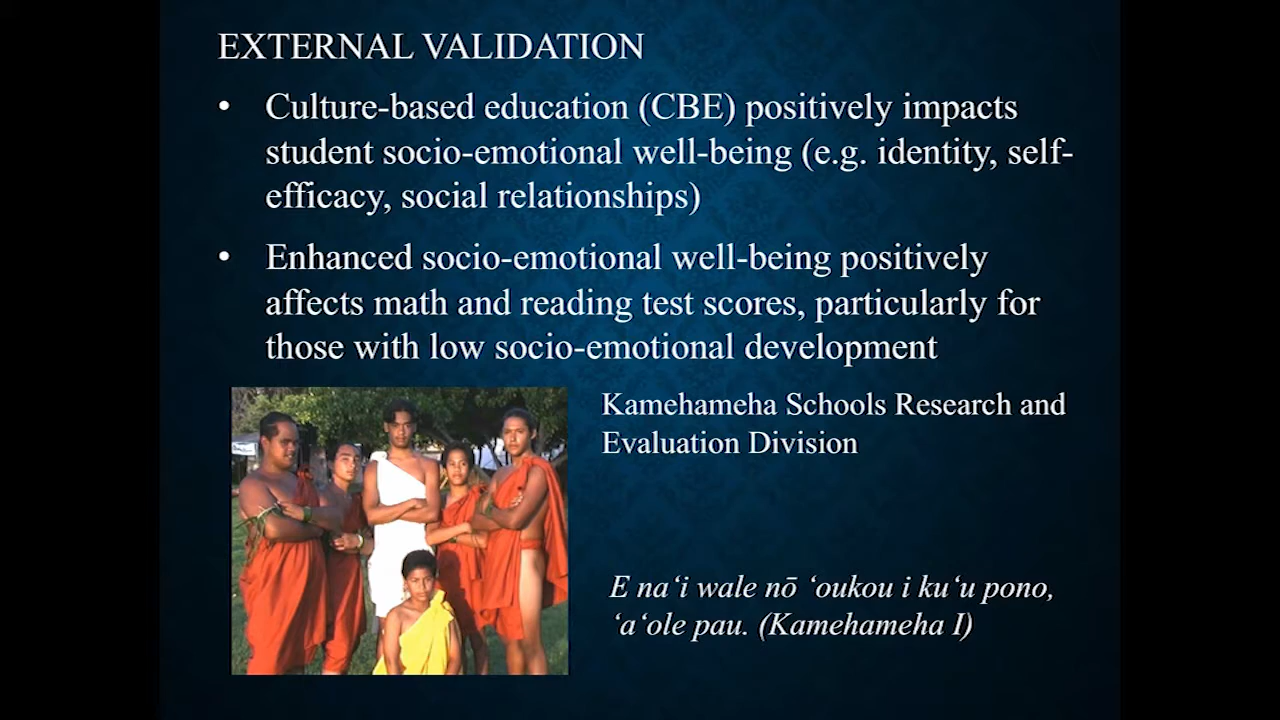 EXTERNAL VALIDATION
• Culture-based education (CBE) positively impacts
student socio-emotional well-being (e.g. identity, self-
efficacy, social relationships)
• Enhanced socio-emotional well-being positively
affects math and reading test scores, particularly for
those with low socio-emotional development
Kamehameha Schools Research and
Evaluation Division
E naʻi wale nō ʻoukou i kuʻu pono,
ʻaʻole pau. (Kamehameha I)